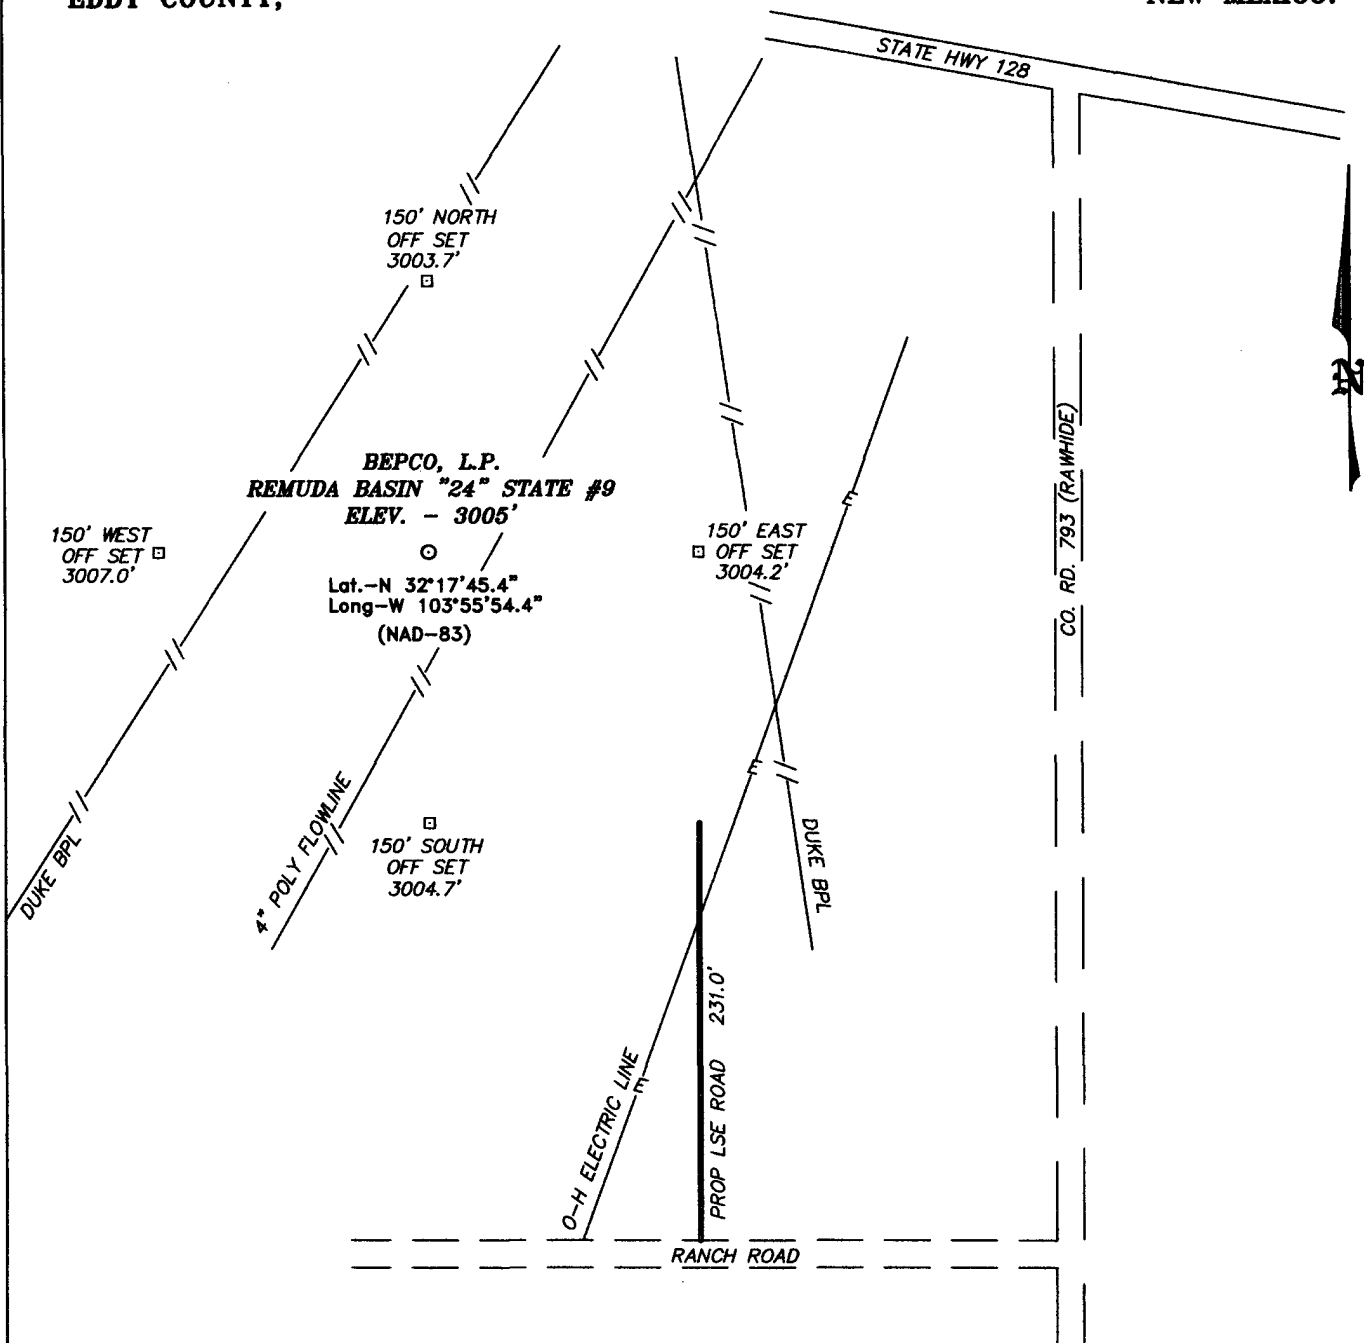 EDDY COUNTY,
NEW MEXICO.
STATE HWY 128
150' NORTH
OFF SET
3003.7'
BEPCO, L.P.
REMUDA BASIN "24" STATE #9
ELEV. - 3005'
150' WEST
OFF SET
3007.0'
150' EAST
OFF SET
3004.2'
Lat.-N 32°17'45.4"
Long-W 103°55'54.4"
(NAD-83)
CO. RD. 793 (RAWHIDE)
E
E
DUKE BPL
4" POLY FLOWLINE
150' SOUTH
OFF SET
3004.7'
DUKE BPL
PROP LSE ROAD 231.0'
O-H ELECTRIC LINE
E
RANCH ROAD
N